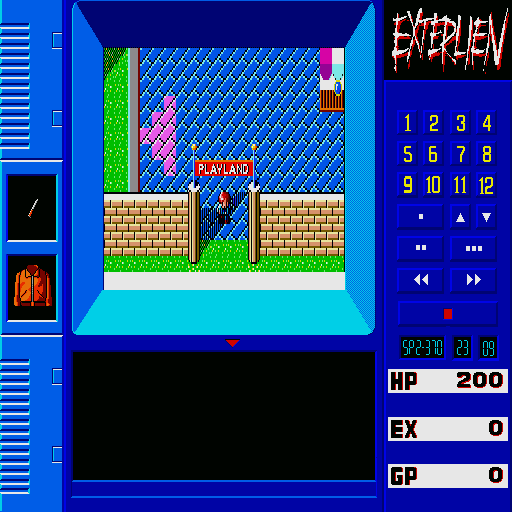 EXTERLIEN
PLAYLAND
1 2 3 4
5 6 7 8
9 10 11 12
SP2-370 23 09
HP 200
EX 0
GP 0